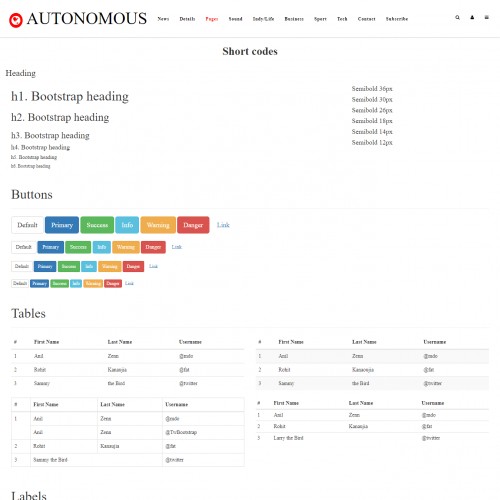 AUTONOMOUS
News Details Pages Sound Indy/Life Business Sport Tech Contact Subscribe
Short codes
Heading
h1. Bootstrap heading
h2. Bootstrap heading
h3. Bootstrap heading
h4. Bootstrap heading
h5. Bootstrap heading
h6. Bootstrap heading
Semibold 36px
Semibold 30px
Semibold 26px
Semibold 18px
Semibold 14px
Semibold 12px
Buttons
Default Primary Success Info Warning Danger Link
Default Primary Success Info Warning Danger Link
Default Primary Success Info Warning Danger Link
Default Primary Success Info Warning Danger Link
Tables
# First Name Last Name Username
1 Anil Zenn @mdo
2 Rohit Kananjia @fat
3 Sammy the Bird @twitter
# First Name Last Name Username
1 Anil Zenn @mdo
2 Rohit @fat
3 Sammy the Bird @twitter
# First Name Last Name Username
1 Anil Zenn @mdo
Anil Zenn @TwBootstrap
2 Rohit @fat
3 Sammy the Bird @twitter
# First Name Last Name Username
1 Anil Zenn @mdo
2 Rohit @fat
3 Larry the Bird @twitter
Labels